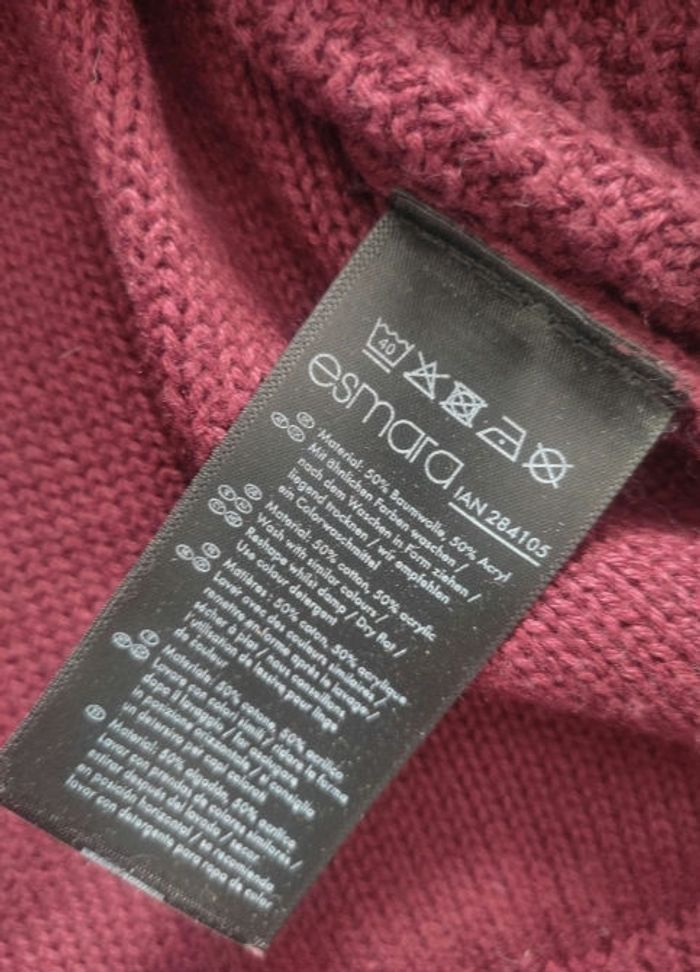 40
esmara
IAN 284105
Material: 50% Baumwolle, 50% Acryl
Mit ähnlichen Farben waschen /
nach dem Waschen in Form ziehen /
liegend trocknen / wir empfehlen
ein Colorwaschmittel
Material: 50% cotton, 50% acrylic
Wash with similar colours /
Reshape whilst damp / Dry flat /
Use colour detergent
Matières : 50% coton, 50% acrylique
Laver avec des couleurs similaires /
remettre en forme après le lavage /
sécher à plat / nous conseillons
l'utilisation de lessive pour linge
de couleur
Materiale: 50% cotone, 50% acrilico
Lavare con colori simili / ridare la forma
dopo il lavaggio / far asciugare
in posizione orizzontale / si consiglia
un detersivo per capi colorati
Material: 50% algodón, 50% acrílico
Lavar con prendas de colores similares /
estirar después del lavado / secar
en posición horizontal / se recomienda
lavar con detergente para ropa de color